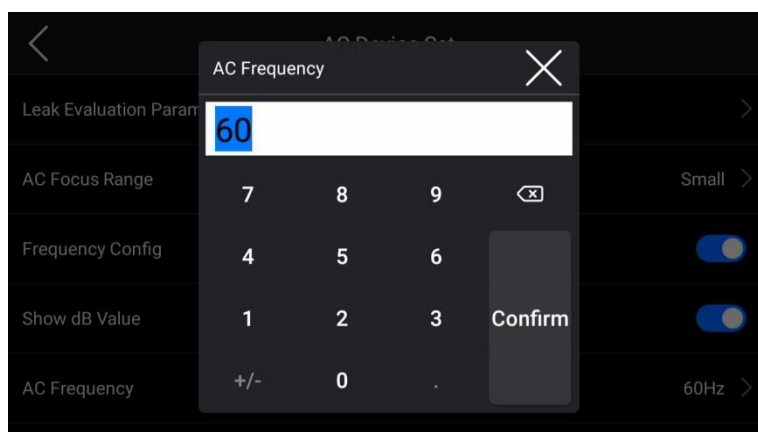 AC Frequency
60
Leak Evaluation Param
AC Focus Range
Small
7 8 9
Frequency Config
4 5 6
Show dB Value
1 2 3 Confirm
AC Frequency
+/- 0 .
60Hz